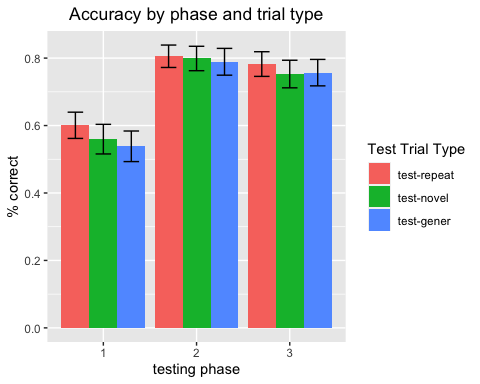 Accuracy by phase and trial type
% correct
0.8
0.6
0.4
0.2
0.0
1 2 3
testing phase
Test Trial Type
test-repeat
test-novel
test-gener